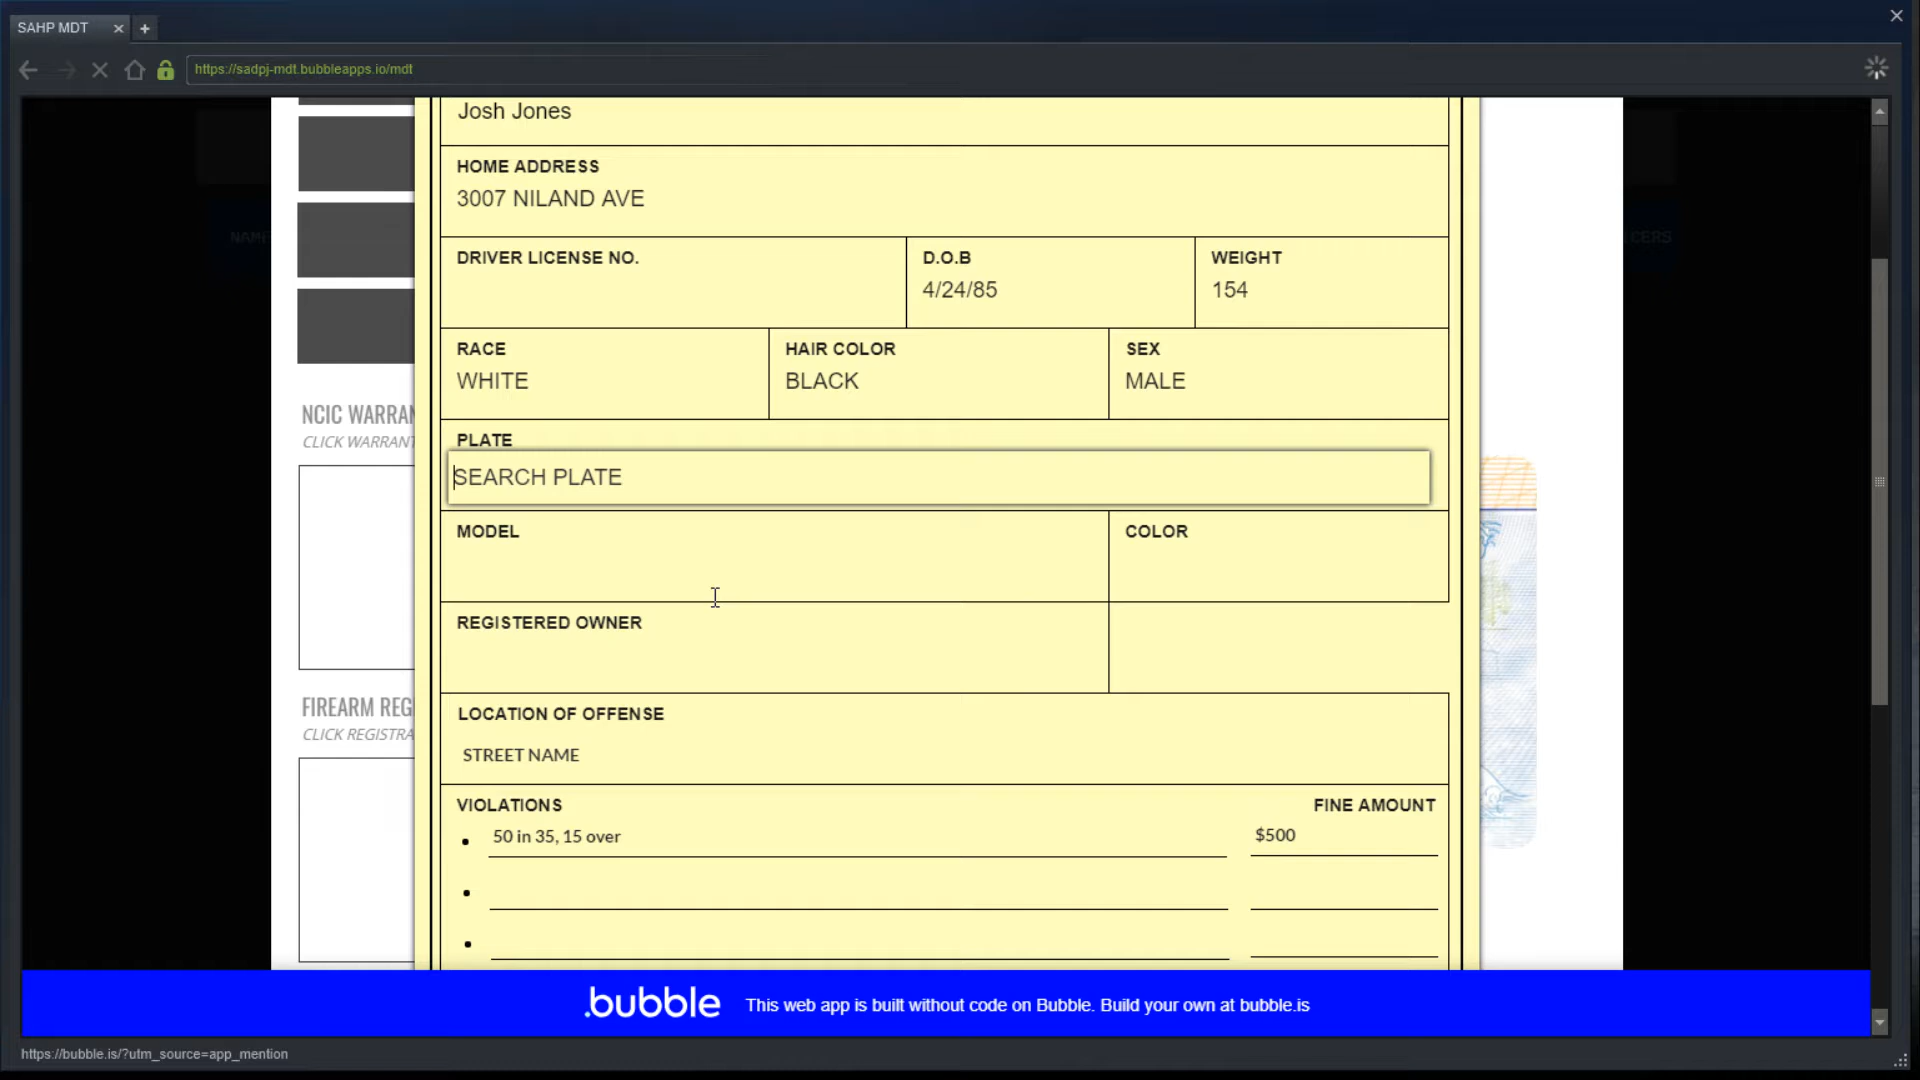 SAHP MDT
https://sadpj-mdt.bubbleapps.io/mdt
Josh Jones
HOME ADDRESS
3007 NILAND AVE
DRIVER LICENSE NO. D.O.B WEIGHT
4/24/85 154
RACE HAIR COLOR SEX
WHITE BLACK MALE
NCIC WARRAN
CLICK WARRANT
PLATE
SEARCH PLATE
MODEL COLOR
REGISTERED OWNER
FIREARM REG
CLICK REGISTRA
LOCATION OF OFFENSE
STREET NAME
VIOLATIONS FINE AMOUNT
50 in 35, 15 over $500
.bubble This web app is built without code on Bubble. Build your own at bubble.is
https://bubble.is/?utm_source=app_mention